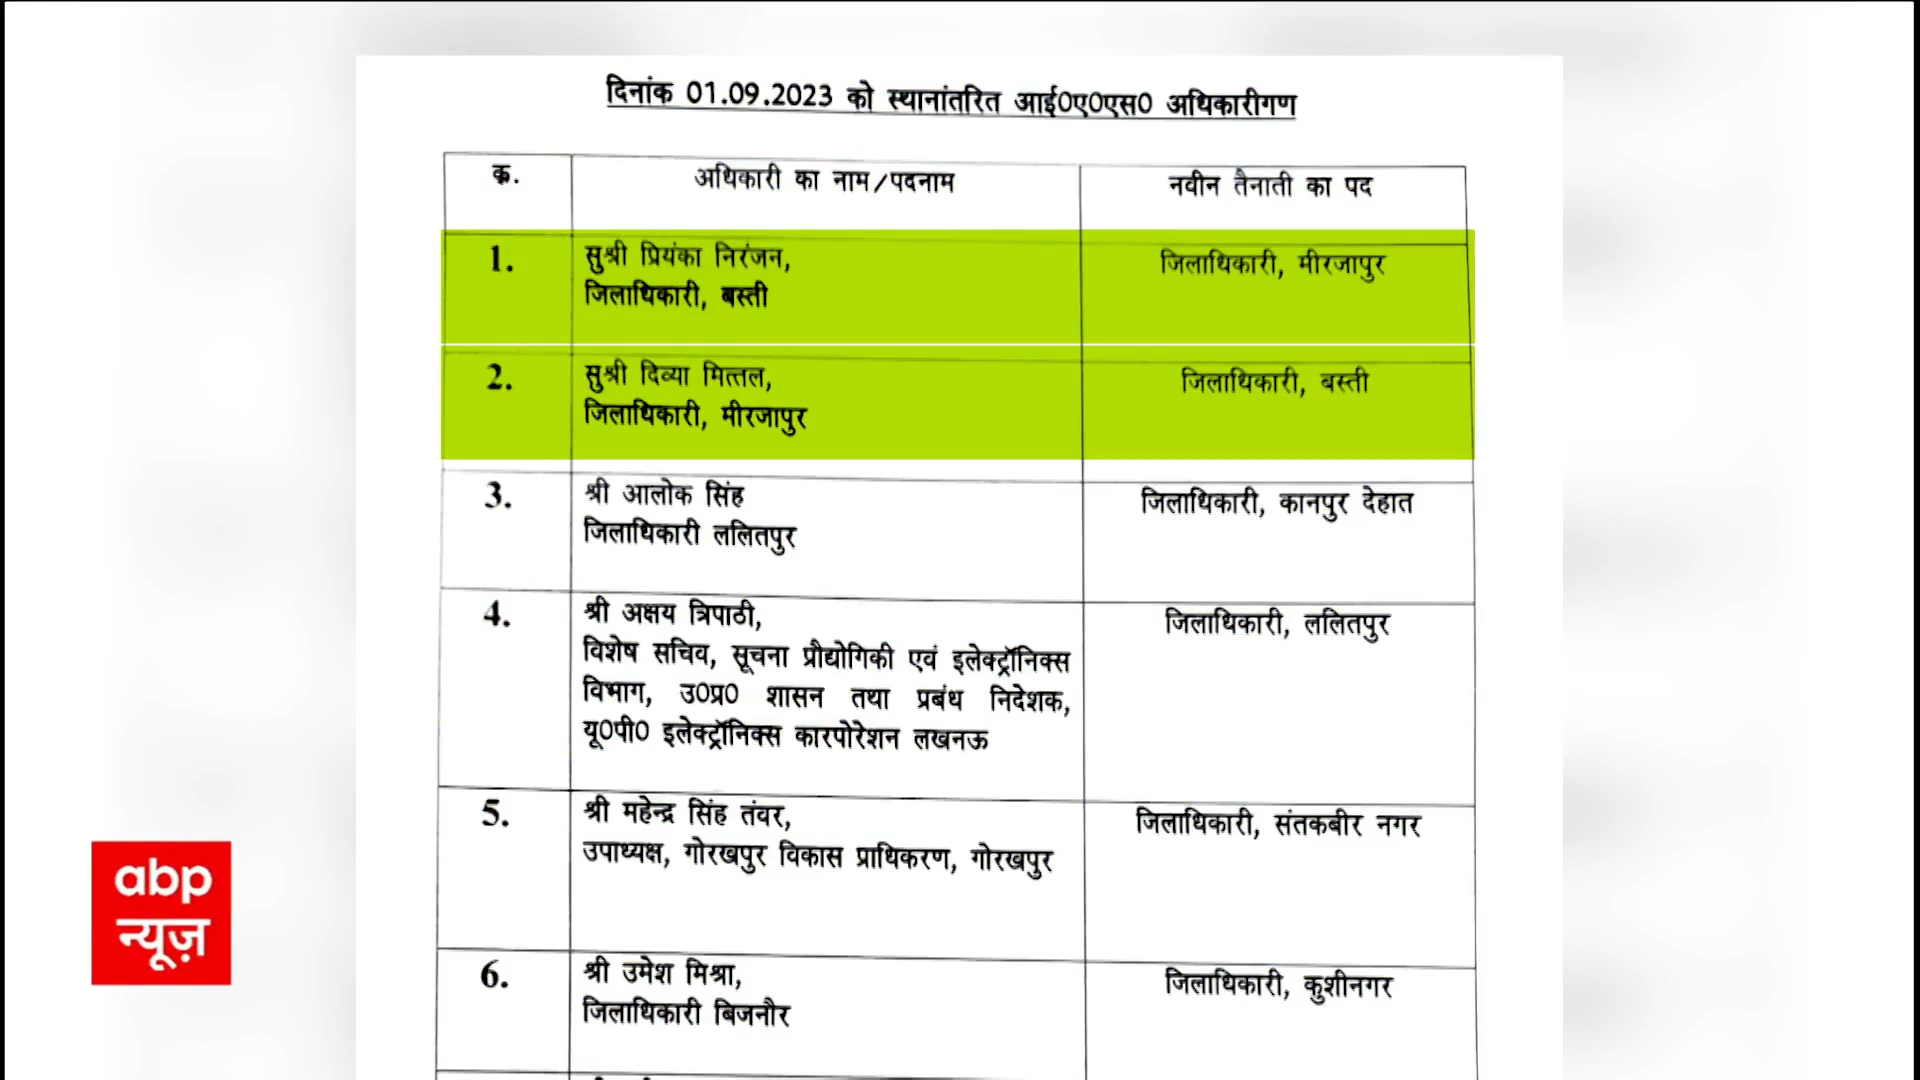 दिनांक 01.09.2023 को स्थानांतरित आई0ए0एस0 अधिकारीगण
क्र. अधिकारी का नाम/पदनाम नवीन तैनाती का पद
1. सुश्री प्रियंका निरंजन, जिलाधिकारी, मीरजापुर
जिलाधिकारी, बस्ती
2. सुश्री दिव्या मित्तल, जिलाधिकारी, बस्ती
जिलाधिकारी, मीरजापुर
3. श्री आलोक सिंह जिलाधिकारी, कानपुर देहात
जिलाधिकारी ललितपुर
4. श्री अक्षय त्रिपाठी, जिलाधिकारी, ललितपुर
विशेष सचिव, सूचना प्रौद्योगिकी एवं इलेक्ट्रॉनिक्स
विभाग, उ0प्र0 शासन तथा प्रबंध निदेशक,
यू0पी0 इलेक्ट्रॉनिक्स कारपोरेशन लखनऊ
5. श्री महेन्द्र सिंह तंवर, जिलाधिकारी, संतकबीर नगर
उपाध्यक्ष, गोरखपुर विकास प्राधिकरण, गोरखपुर
6. श्री उमेश मिश्रा, जिलाधिकारी, कुशीनगर
जिलाधिकारी बिजनौर
abp
न्यूज़